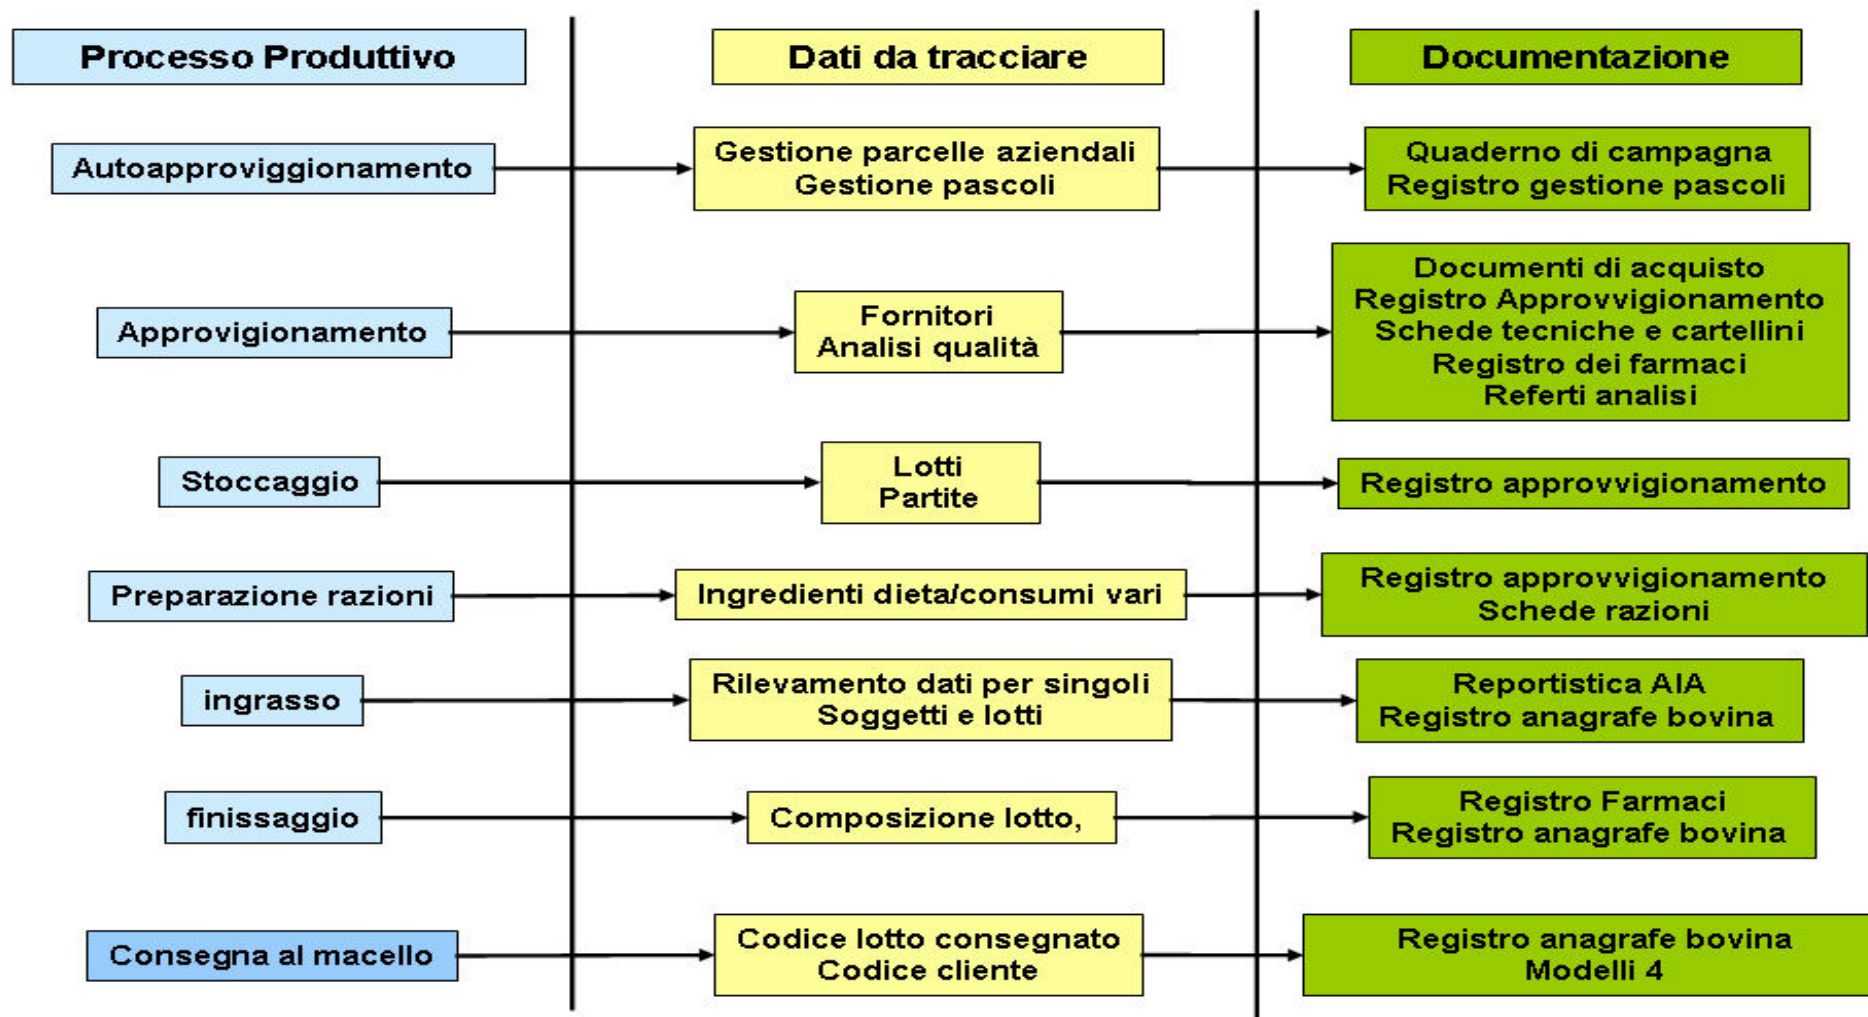 Processo Produttivo
Dati da tracciare
Documentazione
Autoapproviggionamento
Gestione parcelle aziendali
Gestione pascoli
Quaderno di campagna
Registro gestione pascoli
Approvigionamento
Fornitori
Analisi qualità
Documenti di acquisto
Registro Approvvigionamento
Schede tecniche e cartellini
Registro dei farmaci
Referti analisi
Stoccaggio
Lotti
Partite
Registro approvvigionamento
Preparazione razioni
Ingredienti dieta/consumi vari
Registro approvvigionamento
Schede razioni
ingrasso
Rilevamento dati per singoli
Soggetti e lotti
Reportistica AIA
Registro anagrafe bovina
finissaggio
Composizione lotto,
Registro Farmaci
Registro anagrafe bovina
Consegna al macello
Codice lotto consegnato
Codice cliente
Registro anagrafe bovina
Modelli 4